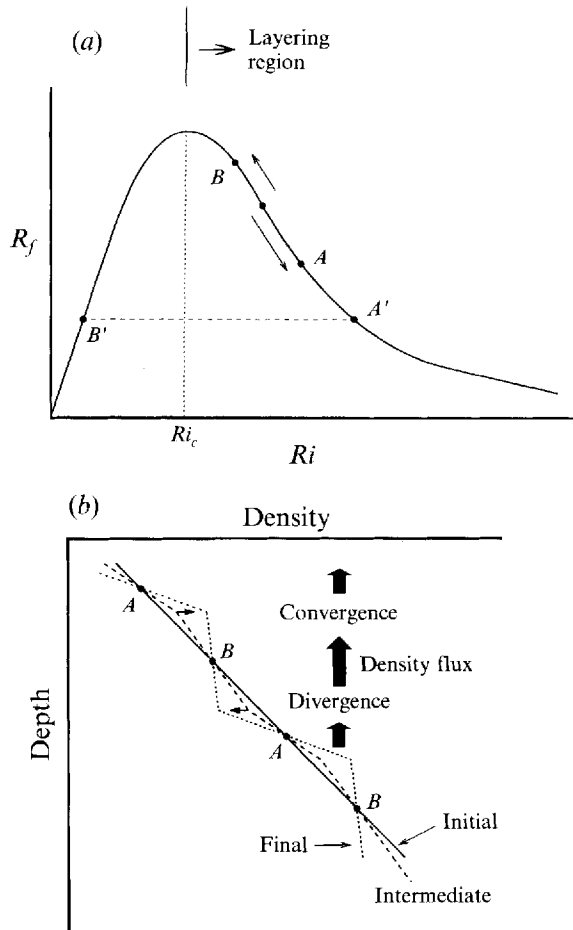 (a)
Layering
region
B
R_f
A
A'
B'
Ri_c
Ri
(b)
Density
A
Convergence
B
Density flux
Divergence
Depth
A
B
Initial
Final
Intermediate